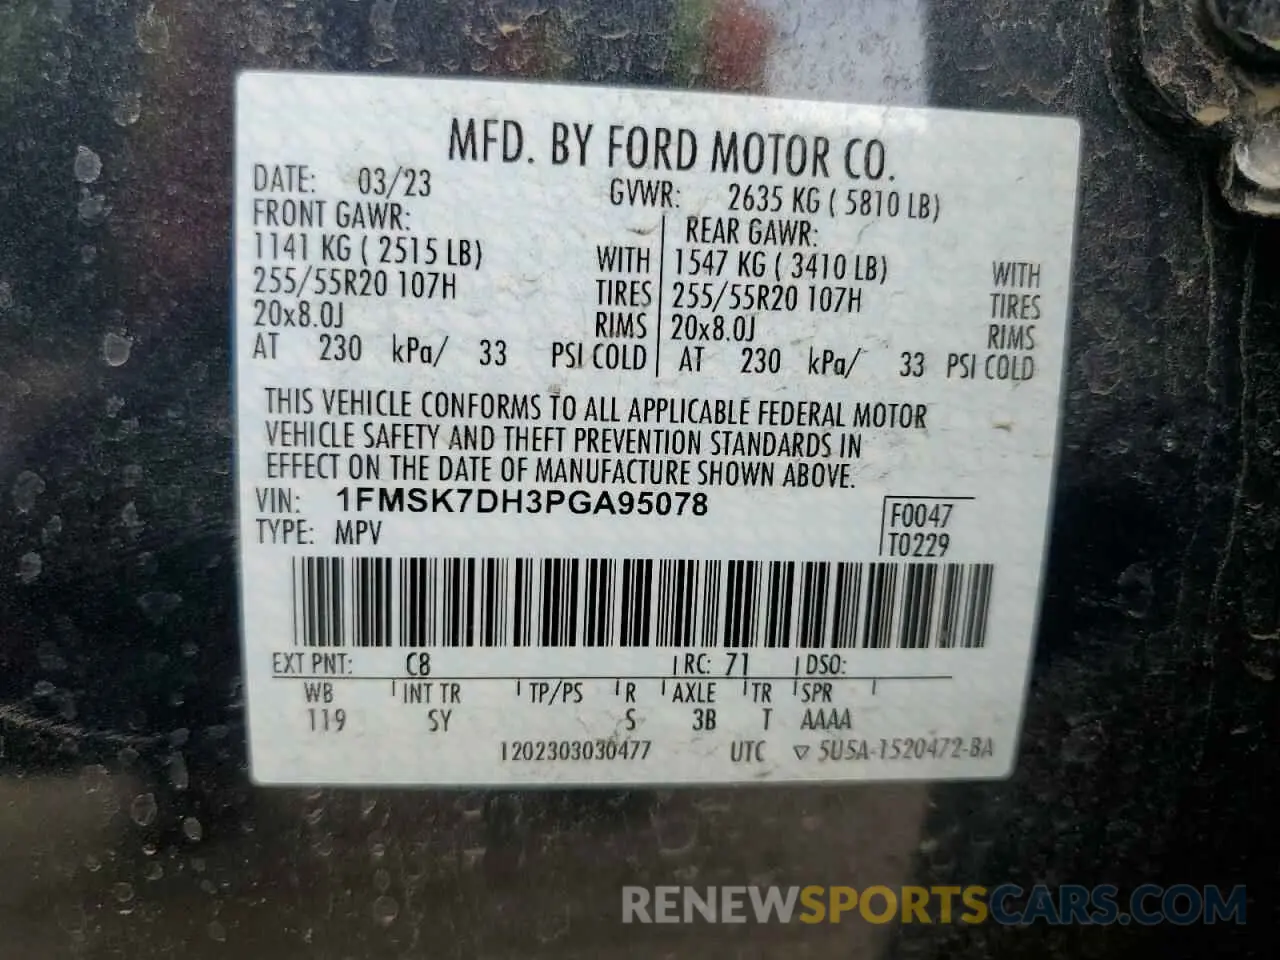 MFD. BY FORD MOTOR CO.
DATE: 03/23 GVWR: 2635 KG ( 5810 LB)
FRONT GAWR: REAR GAWR:
1141 KG ( 2515 LB) WITH 1547 KG ( 3410 LB) WITH
255/55R20 107H TIRES 255/55R20 107H TIRES
20x8.0J RIMS 20x8.0J RIMS
AT 230 kPa/ 33 PSI COLD AT 230 kPa/ 33 PSI COLD
THIS VEHICLE CONFORMS TO ALL APPLICABLE FEDERAL MOTOR
VEHICLE SAFETY AND THEFT PREVENTION STANDARDS IN
EFFECT ON THE DATE OF MANUFACTURE SHOWN ABOVE.
VIN: 1FMSK7DH3PGA95078
TYPE: MPV
F0047
T0229
EXT PNT: C8 RC: 71 DSO:
WB INT TR TP/PS R AXLE TR SPR
119 SY S 3B T AAAA
1202303030477 UTC ▽ 5U5A-1520472-BA
RENEWSPORTSCARS.COM